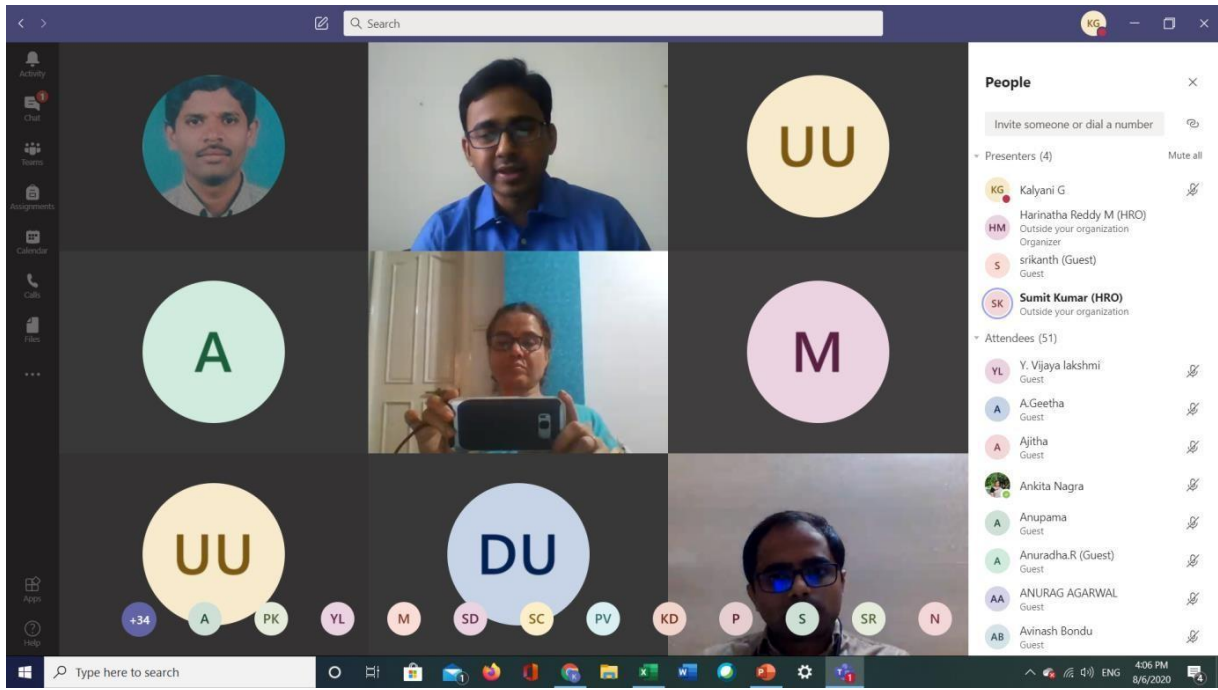 Search
KG
Activity
1
Chat
Teams
Assignments
Calendar
Calls
Files
Apps
Help
UU
A
M
UU
DU
+34
A
PK
YL
M
SD
SC
PV
KD
P
S
SR
N
People
Invite someone or dial a number
Presenters (4)
Mute all
KG
Kalyani G
HM
Harinatha Reddy M (HRO)
Outside your organization
Organizer
S
srikanth (Guest)
Guest
SK
Sumit Kumar (HRO)
Outside your organization
Attendees (51)
YL
Y. Vijaya lakshmi
Guest
A
A.Geetha
Guest
A
Ajitha
Guest
Ankita Nagra
A
Anupama
Guest
A
Anuradha.R (Guest)
Guest
AA
ANURAG AGARWAL
Guest
AB
Avinash Bondu
Guest
Type here to search
ENG
4:06 PM
8/6/2020
4